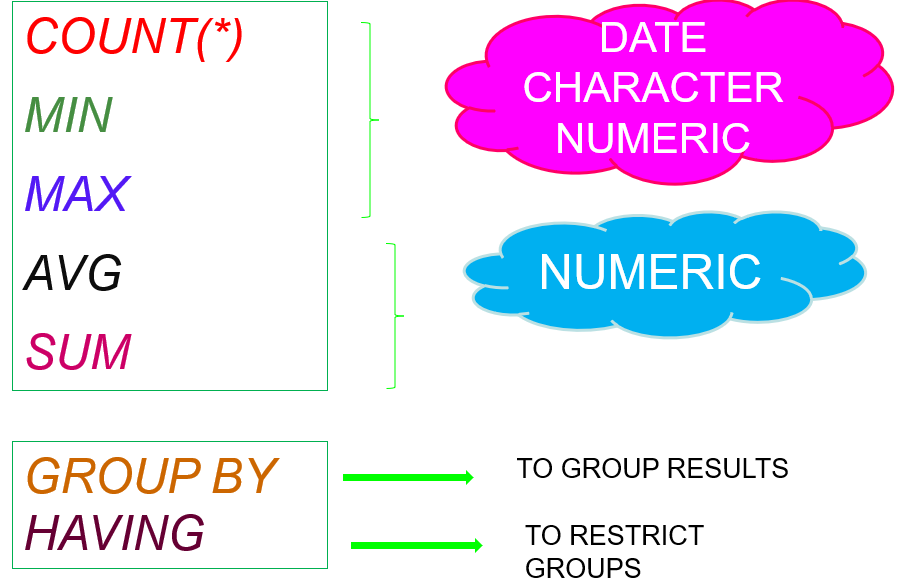 COUNT(*)
MIN
MAX
AVG
SUM
DATE
CHARACTER
NUMERIC
NUMERIC
GROUP BY
HAVING
TO GROUP RESULTS
TO RESTRICT
GROUPS